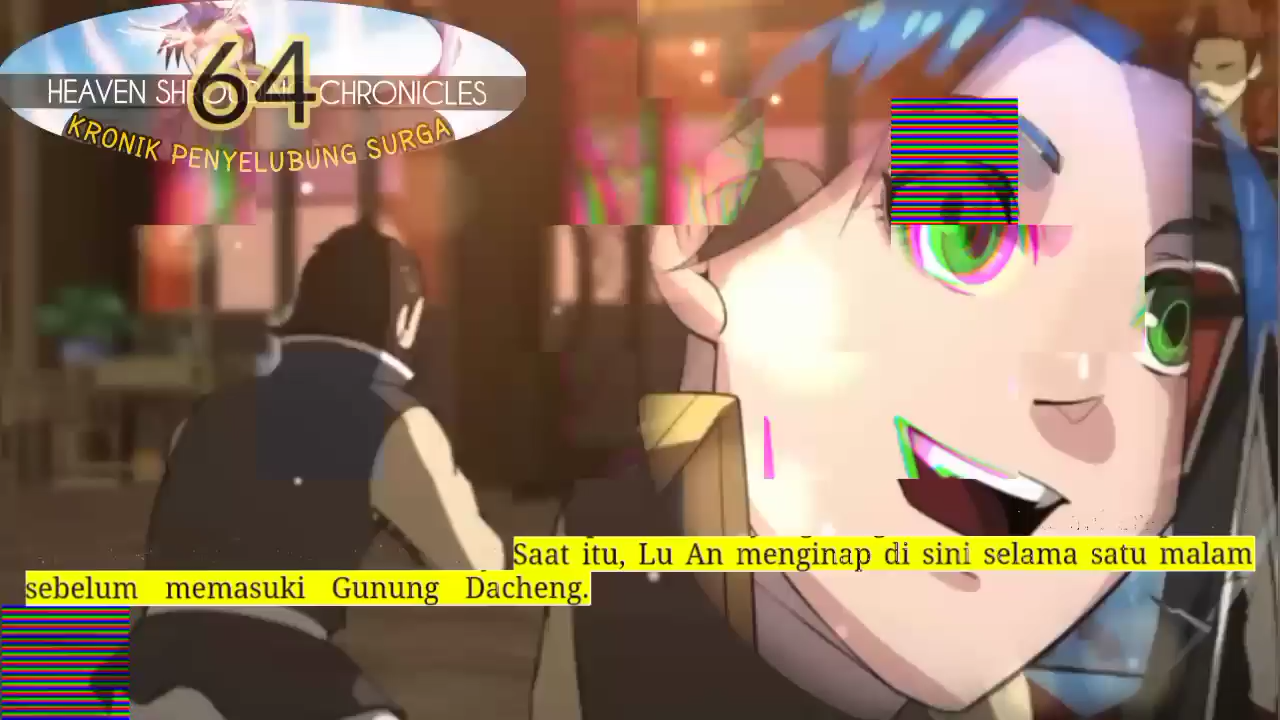 64
HEAVEN SHROUDING CHRONICLES
KRONIK PENYELUBUNG SURGA
Saat itu, Lu An menginap di sini selama satu malam
sebelum memasuki Gunung Dacheng.